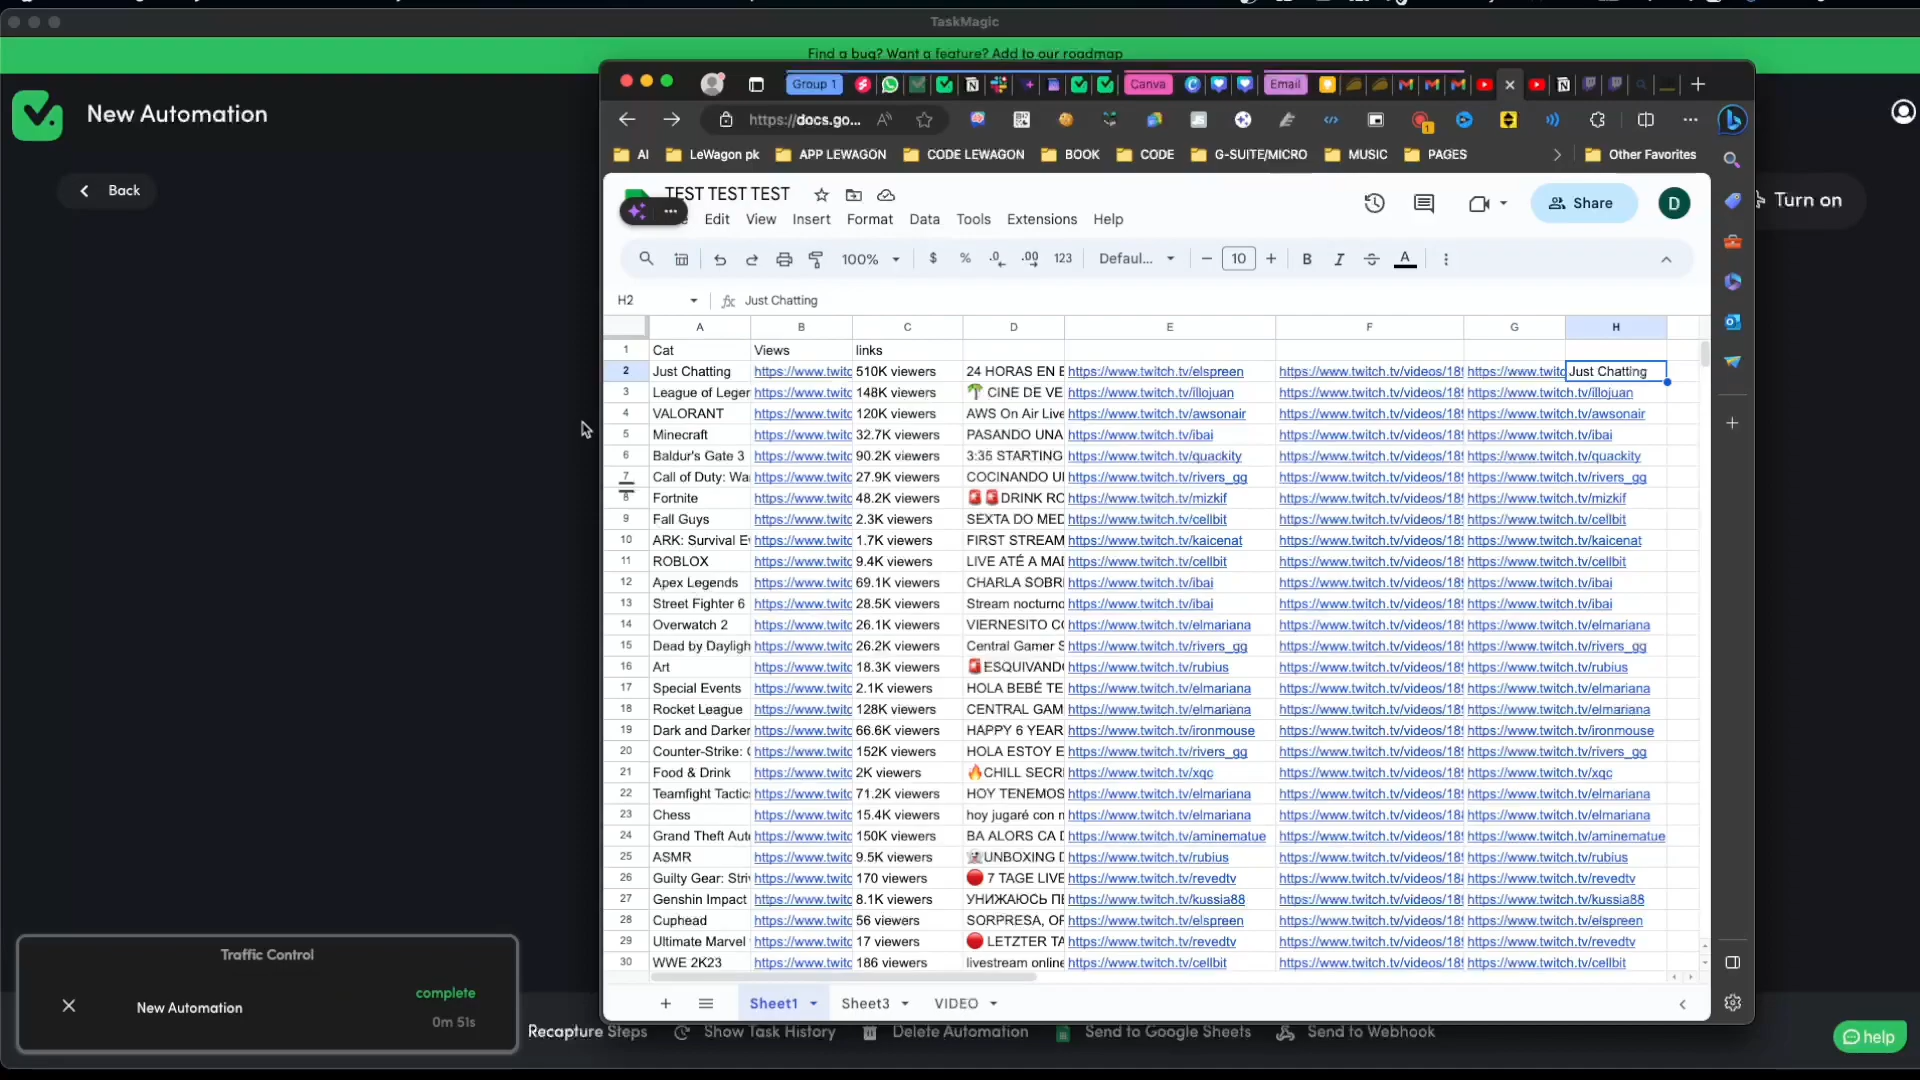 TaskMagic
Find a bug? Want a feature? Add to our roadmap
New Automation
Back
Turn on
Group 1
Canva
Email
https://docs.go...
AI
LeWagon pk
APP LEWAGON
CODE LEWAGON
BOOK
CODE
G-SUITE/MICRO
MUSIC
PAGES
Other Favorites
TEST TEST TEST
Edit View Insert Format Data Tools Extensions Help
Share
D
100% $ % .0 .00 123 Defaul... 10 B I A
H2 Just Chatting
A B C D E F G H
1 Cat Views links
2 Just Chatting https://www.twitc 510K viewers 24 HORAS EN E https://www.twitch.tv/elspreen https://www.twitch.tv/videos/189 https://www.twitc Just Chatting
3 League of Leger https://www.twitc 148K viewers 🌴 CINE DE VE https://www.twitch.tv/illojuan https://www.twitch.tv/videos/189 https://www.twitch.tv/illojuan
4 VALORANT https://www.twitc 120K viewers AWS On Air Live https://www.twitch.tv/awsonair https://www.twitch.tv/videos/189 https://www.twitch.tv/awsonair
5 Minecraft https://www.twitc 32.7K viewers PASANDO UNA https://www.twitch.tv/ibai https://www.twitch.tv/videos/189 https://www.twitch.tv/ibai
6 Baldur's Gate 3 https://www.twitc 90.2K viewers 3:35 STARTING https://www.twitch.tv/quackity https://www.twitch.tv/videos/189 https://www.twitch.tv/quackity
7 Call of Duty: Wa https://www.twitc 27.9K viewers COCINANDO UI https://www.twitch.tv/rivers_gg https://www.twitch.tv/videos/189 https://www.twitch.tv/rivers_gg
8 Fortnite https://www.twitc 48.2K viewers 🚨🚨DRINK RO https://www.twitch.tv/mizkif https://www.twitch.tv/videos/189 https://www.twitch.tv/mizkif
9 Fall Guys https://www.twitc 2.3K viewers SEXTA DO MED https://www.twitch.tv/cellbit https://www.twitch.tv/videos/189 https://www.twitch.tv/cellbit
10 ARK: Survival E https://www.twitc 1.7K viewers FIRST STREAM https://www.twitch.tv/kaicenat https://www.twitch.tv/videos/189 https://www.twitch.tv/kaicenat
11 ROBLOX https://www.twitc 9.4K viewers LIVE ATÉ A MA https://www.twitch.tv/cellbit https://www.twitch.tv/videos/189 https://www.twitch.tv/cellbit
12 Apex Legends https://www.twitc 69.1K viewers CHARLA SOBR https://www.twitch.tv/ibai https://www.twitch.tv/videos/189 https://www.twitch.tv/ibai
13 Street Fighter 6 https://www.twitc 28.5K viewers Stream nocturno https://www.twitch.tv/ibai https://www.twitch.tv/videos/189 https://www.twitch.tv/ibai
14 Overwatch 2 https://www.twitc 26.1K viewers VIERNESITO CO https://www.twitch.tv/elmariana https://www.twitch.tv/videos/189 https://www.twitch.tv/elmariana
15 Dead by Dayligh https://www.twitc 26.2K viewers Central Gamer S https://www.twitch.tv/rivers_gg https://www.twitch.tv/videos/189 https://www.twitch.tv/rivers_gg
16 Art https://www.twitc 18.3K viewers 🚨ESQUIVAND https://www.twitch.tv/rubius https://www.twitch.tv/videos/189 https://www.twitch.tv/rubius
17 Special Events https://www.twitc 2.1K viewers HOLA BEBÉ TE https://www.twitch.tv/elmariana https://www.twitch.tv/videos/189 https://www.twitch.tv/elmariana
18 Rocket League https://www.twitc 128K viewers CENTRAL GAM https://www.twitch.tv/elmariana https://www.twitch.tv/videos/189 https://www.twitch.tv/elmariana
19 Dark and Darker https://www.twitc 66.6K viewers HAPPY 6 YEAR https://www.twitch.tv/ironmouse https://www.twitch.tv/videos/189 https://www.twitch.tv/ironmouse
20 Counter-Strike: https://www.twitc 152K viewers HOLA ESTOY E https://www.twitch.tv/rivers_gg https://www.twitch.tv/videos/189 https://www.twitch.tv/rivers_gg
21 Food & Drink https://www.twitc 2K viewers 🔥CHILL SECR https://www.twitch.tv/xqc https://www.twitch.tv/videos/189 https://www.twitch.tv/xqc
22 Teamfight Tactic https://www.twitc 71.2K viewers HOY TENEMOS https://www.twitch.tv/elmariana https://www.twitch.tv/videos/189 https://www.twitch.tv/elmariana
23 Chess https://www.twitc 15.4K viewers hoy jugaré con https://www.twitch.tv/elmariana https://www.twitch.tv/videos/18 https://www.twitch.tv/elmariana
24 Grand Theft Aut https://www.twitc 150K viewers BA ALORS CA https://www.twitch.tv/aminematue https://www.twitch.tv/videos/189 https://www.twitch.tv/aminematue
25 ASMR https://www.twitc 9.5K viewers UNBOXING D https://www.twitch.tv/rubius https://www.twitch.tv/videos/189 https://www.twitch.tv/rubius
26 Guilty Gear: Stri https://www.twitc 170 viewers 🔴 7 TAGE LIVE https://www.twitch.tv/revedtv https://www.twitch.tv/videos/18 https://www.twitch.tv/revedtv
27 Genshin Impact https://www.twitc 8.1K viewers УНИЖАЮСЬ ПЕ https://www.twitch.tv/kussia88 https://www.twitch.tv/videos/189 https://www.twitch.tv/kussia88
28 Cuphead https://www.twitc 56 viewers SORPRESA, OF https://www.twitch.tv/elspreen https://www.twitch.tv/videos/189 https://www.twitch.tv/elspreen
29 Ultimate Marvel https://www.twitc 17 viewers 🔴 LETZTER TA https://www.twitch.tv/revedtv https://www.twitch.tv/videos/189 https://www.twitch.tv/revedtv
30 WWE 2K23 https://www.twitc 186 viewers livestream online https://www.twitch.tv/cellbit https://www.twitch.tv/videos/189 https://www.twitch.tv/cellbit
Sheet1 Sheet3 VIDEO
Traffic Control
New Automation
complete
0m 51s
Recapture Steps
Show Task History
Delete Automation
Send to Google Sheets
Send to Webhook
help